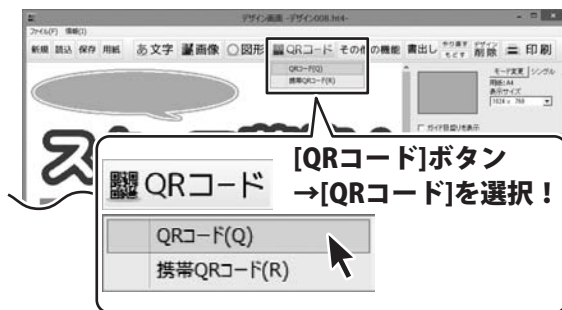 デザイン画面 -デザイン008.ht4-
ファイル(F) 情報(I)
新規 読込 保存 用紙 あ文字 画像 ○図形 QRコード その他の機能 書出し やり直す もどす デザイン 削除 印刷
QRコード(Q)
携帯QRコード(R)
モード変更 シングル
用紙:A4
表示サイズ
1024 x 768
ガイド目盛りを表示
ス
[QRコード]ボタン
→[QRコード]を選択！
QRコード
QRコード(Q)
携帯QRコード(R)